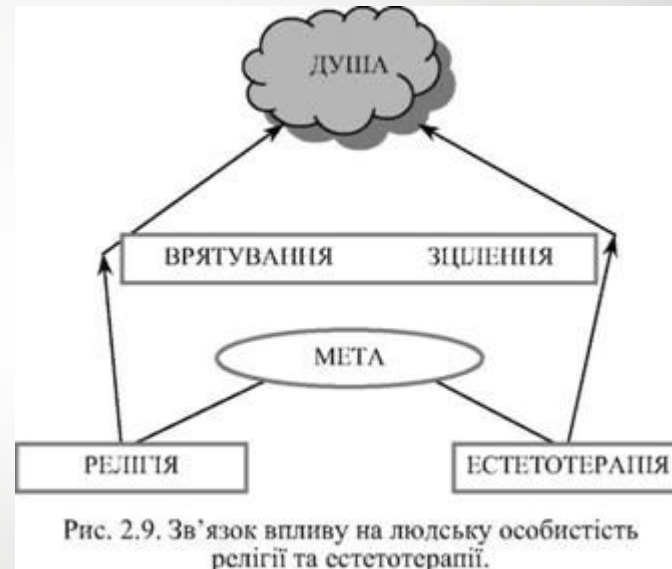 ДУША
ВРЯТУВАННЯ ЗЦІЛЕННЯ
МЕТА
РЕЛІГІЯ ЕСТЕТОТЕРАПІЯ
Рис. 2.9. Зв’язок впливу на людську особистість
релігії та естетотерапії.